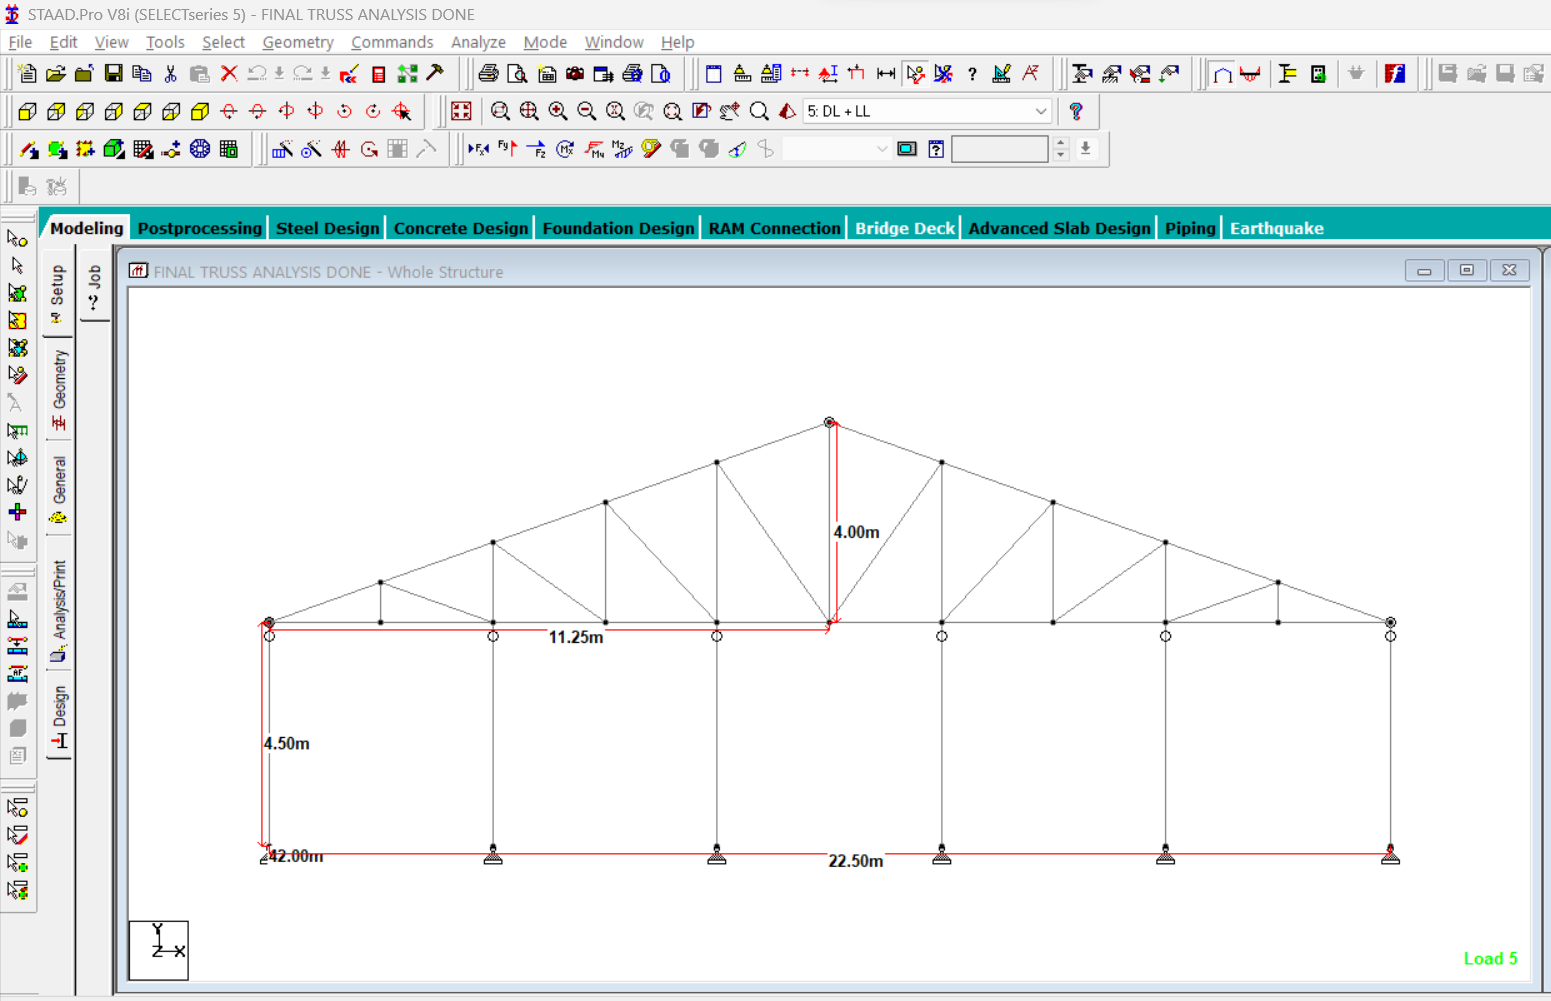 STAAD.Pro V8i (SELECTseries 5) - FINAL TRUSS ANALYSIS DONE
File Edit View Tools Select Geometry Commands Analyze Mode Window Help
5: DL + LL
Modeling Postprocessing Steel Design Concrete Design Foundation Design RAM Connection Bridge Deck Advanced Slab Design Piping Earthquake
Setup
Geometry
General
Analysis/Print
Design
Job
FINAL TRUSS ANALYSIS DONE - Whole Structure
4.00m
11.25m
4.50m
42.00m
22.50m
Y
Z X
Load 5